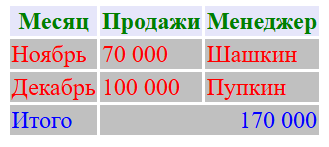 Месяц Продажи Менеджер
Ноябрь 70 000 Шашкин
Декабрь 100 000 Пупкин
Итого 170 000